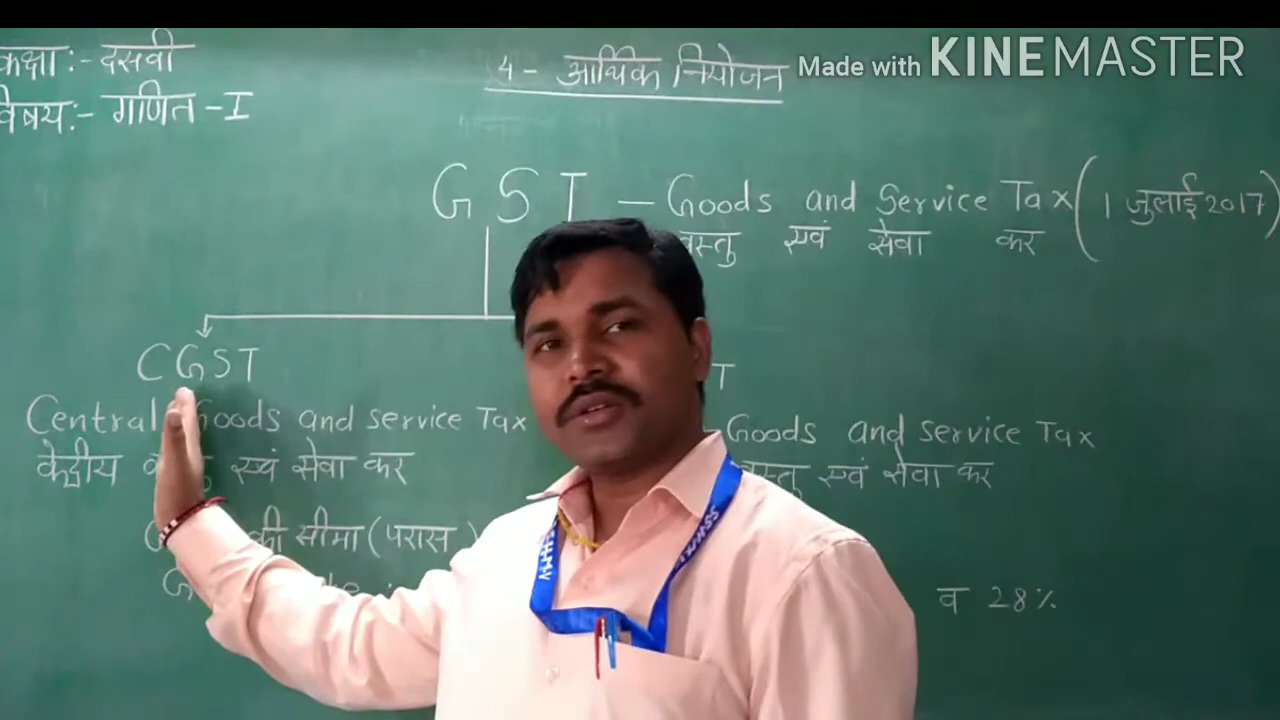 कक्षा:- दसवी
विषय:- गणित - I
4 - आर्थिक नियोजन
Made with KINEMASTER
G S T — Goods and Service Tax (1 जुलाई 2017)
वस्तु एवं सेवा कर
CGST
Central Goods and Service Tax
केंद्रीय एवं सेवा कर
T
Goods and Service Tax
वस्तु एवं सेवा कर
G की सीमा (परास)
G
व 28%
S.S.H.M.V